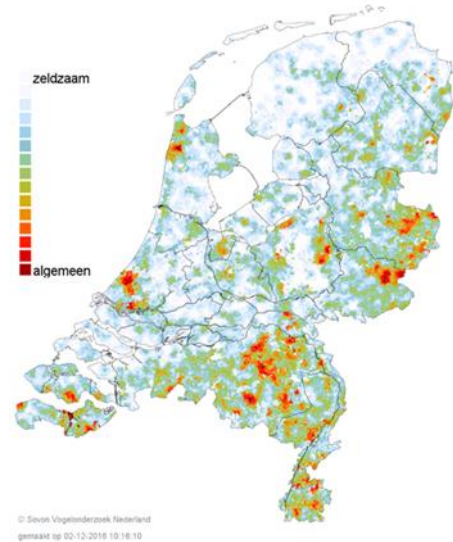 zeldzaam
algemeen
© Sovon Vogelonderzoek Nederland
gemaakt op 02-12-2016 10:16:10